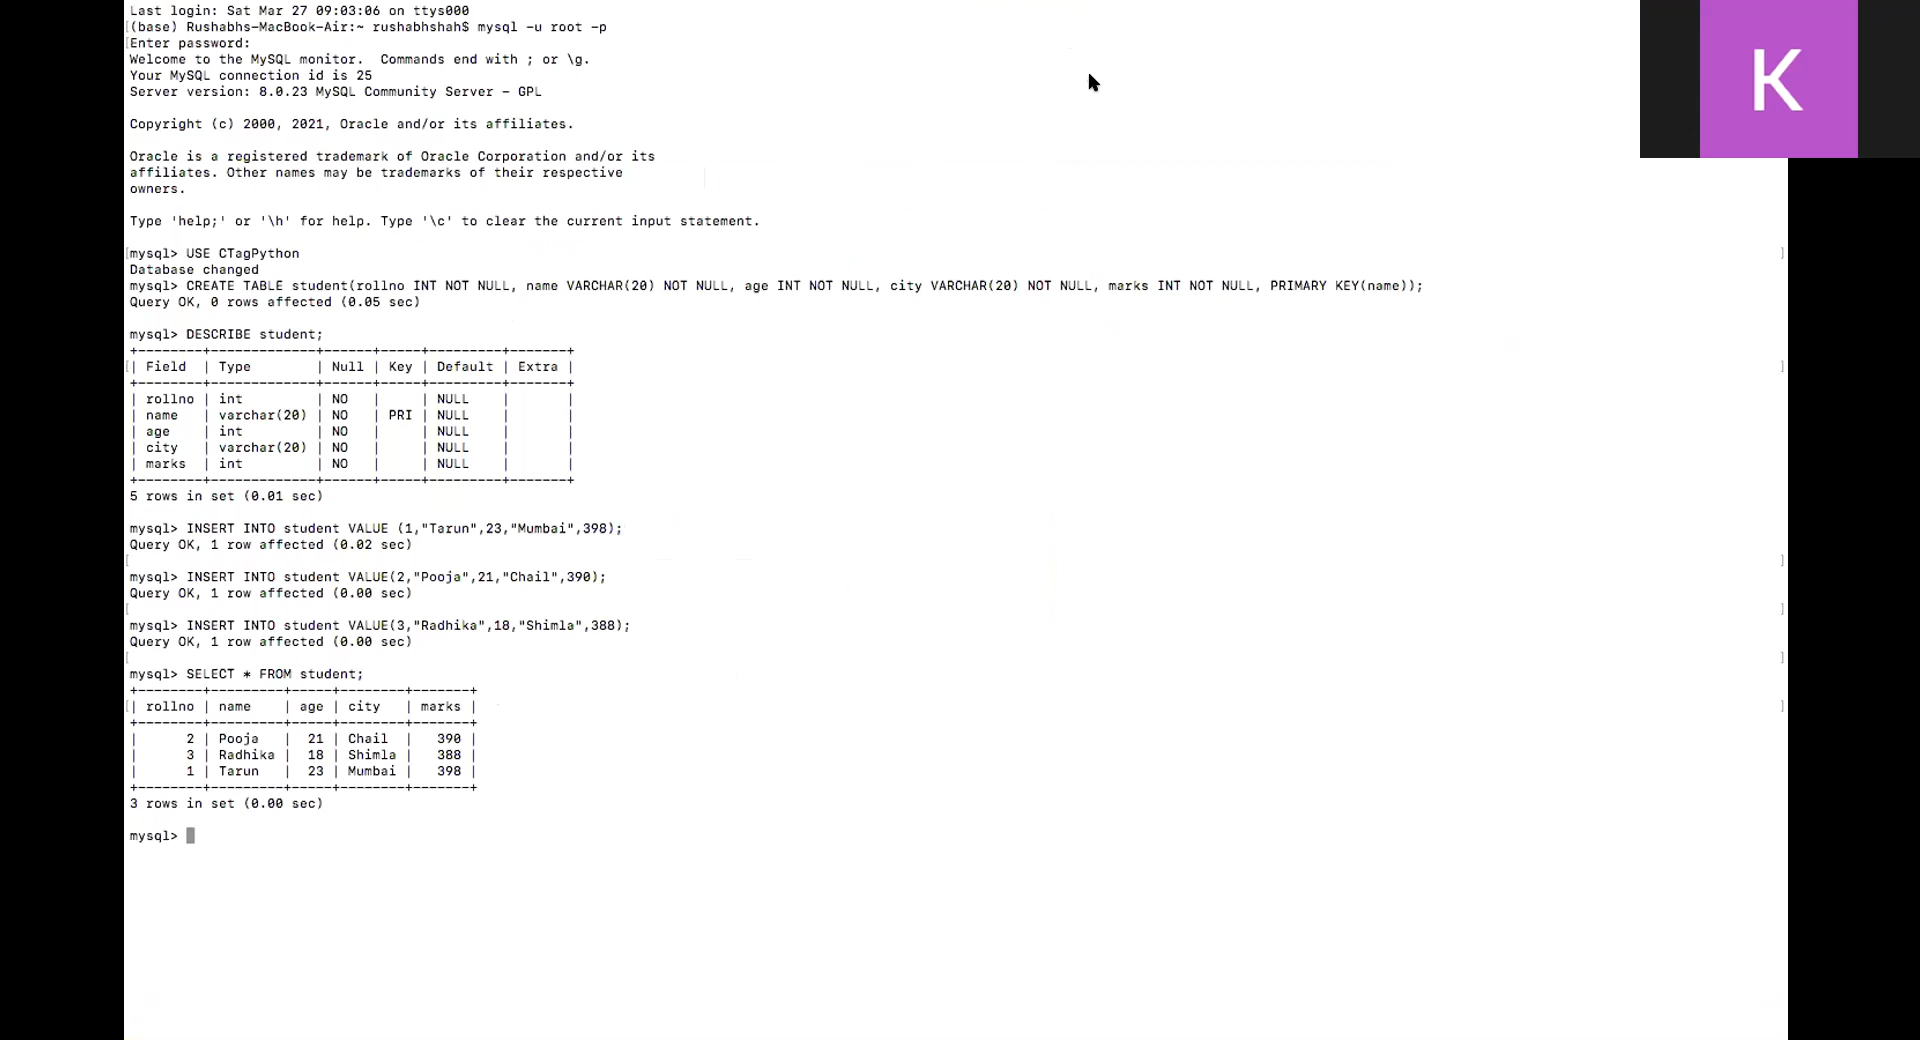 Last login: Sat Mar 27 09:03:06 on ttys000
[(base) Rushabhs-MacBook-Air:~ rushabhshah$ mysql -u root -p
[Enter password:
Welcome to the MySQL monitor.  Commands end with ; or \g.
Your MySQL connection id is 25
Server version: 8.0.23 MySQL Community Server - GPL
Copyright (c) 2000, 2021, Oracle and/or its affiliates.
Oracle is a registered trademark of Oracle Corporation and/or its
affiliates. Other names may be trademarks of their respective
owners.
Type 'help;' or '\h' for help. Type '\c' to clear the current input statement.
[mysql> USE CTagPython ]
Database changed
mysql> CREATE TABLE student(rollno INT NOT NULL, name VARCHAR(20) NOT NULL, age INT NOT NULL, city VARCHAR(20) NOT NULL, marks INT NOT NULL, PRIMARY KEY(name));
Query OK, 0 rows affected (0.05 sec)
mysql> DESCRIBE student;
+--------+-------------+------+-----+---------+-------+
[| Field  | Type        | Null | Key | Default | Extra | ]
+--------+-------------+------+-----+---------+-------+
| rollno | int         | NO   |     | NULL    |       |
| name   | varchar(20) | NO   | PRI | NULL    |       |
| age    | int         | NO   |     | NULL    |       |
| city   | varchar(20) | NO   |     | NULL    |       |
| marks  | int         | NO   |     | NULL    |       |
+--------+-------------+------+-----+---------+-------+
5 rows in set (0.01 sec)
mysql> INSERT INTO student VALUE (1,"Tarun",23,"Mumbai",398);
Query OK, 1 row affected (0.02 sec)
[ ]
mysql> INSERT INTO student VALUE(2,"Pooja",21,"Chail",390);
Query OK, 1 row affected (0.00 sec)
[ ]
mysql> INSERT INTO student VALUE(3,"Radhika",18,"Shimla",388);
Query OK, 1 row affected (0.00 sec)
[ ]
mysql> SELECT * FROM student;
+--------+---------+-----+--------+-------+
[| rollno | name    | age | city   | marks | ]
+--------+---------+-----+--------+-------+
|      2 | Pooja   |  21 | Chail  |   390 |
|      3 | Radhika |  18 | Shimla |   388 |
|      1 | Tarun   |  23 | Mumbai |   398 |
+--------+---------+-----+--------+-------+
3 rows in set (0.00 sec)
mysql>
K